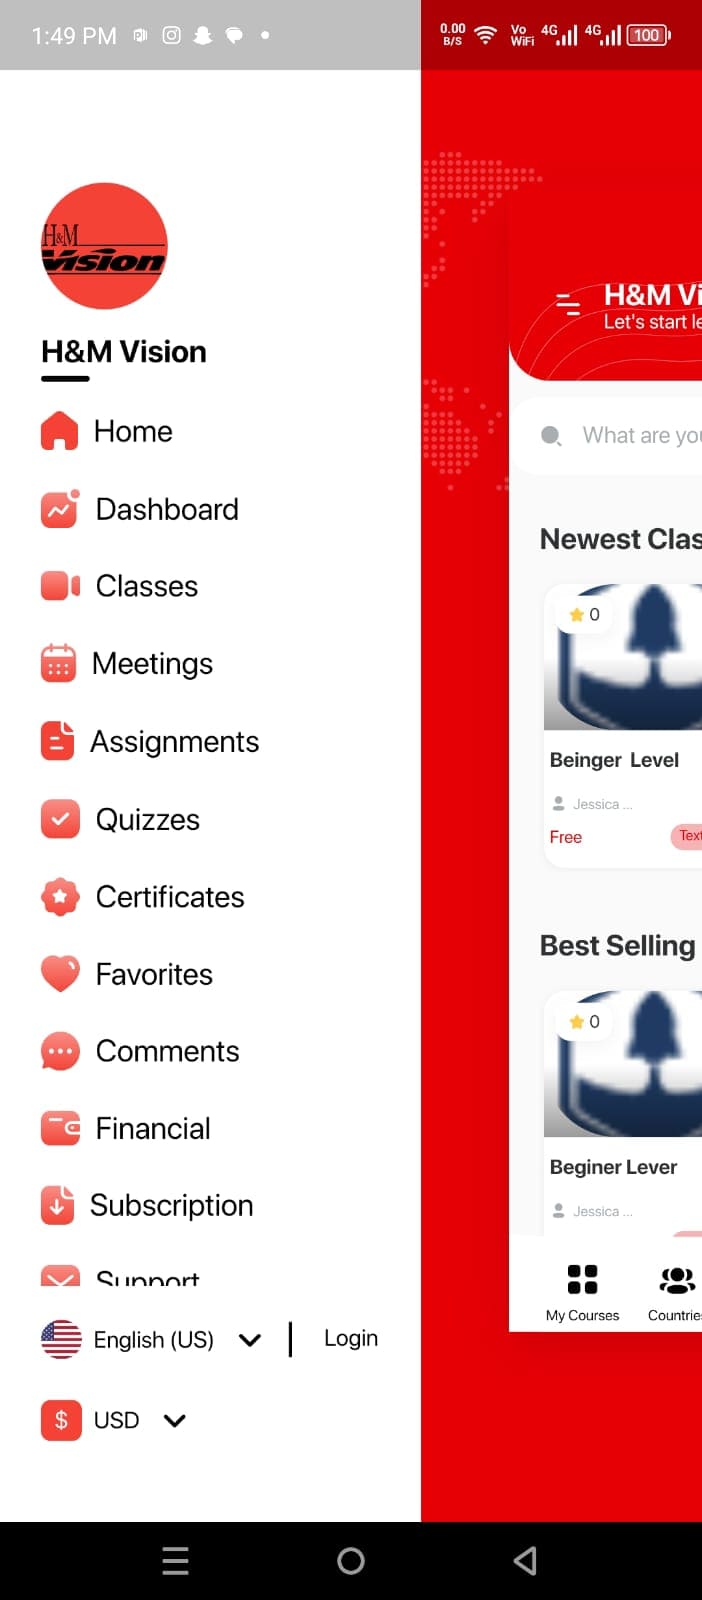 1:49 PM
0.00 B/S
Vo WiFi
4G
4G
100
H&M
Vision
H&M Vision
Home
Dashboard
Classes
Meetings
Assignments
Quizzes
Certificates
Favorites
Comments
Financial
Subscription
Support
English (US)
Login
$ USD
H&M Vi
Let's start le
What are you
Newest Clas
0
Beinger Level
Jessica ...
Free
Text
Best Selling
0
Beginer Lever
Jessica ...
My Courses
Countries